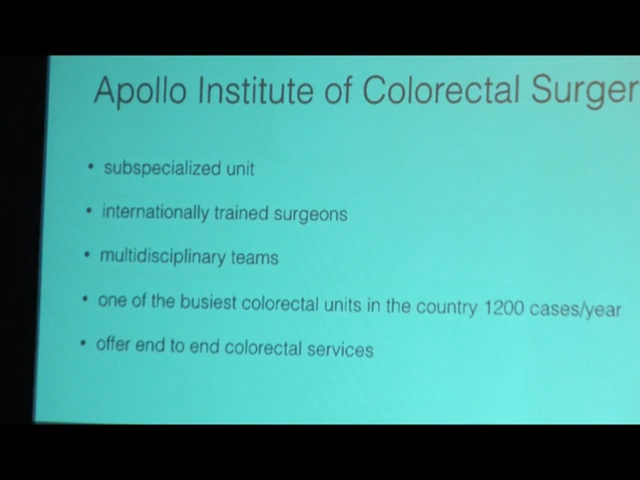 Apollo Institute of Colorectal Surger
• subspecialized unit
• internationally trained surgeons
• multidisciplinary teams
• one of the busiest colorectal units in the country 1200 cases/year
• offer end to end colorectal services